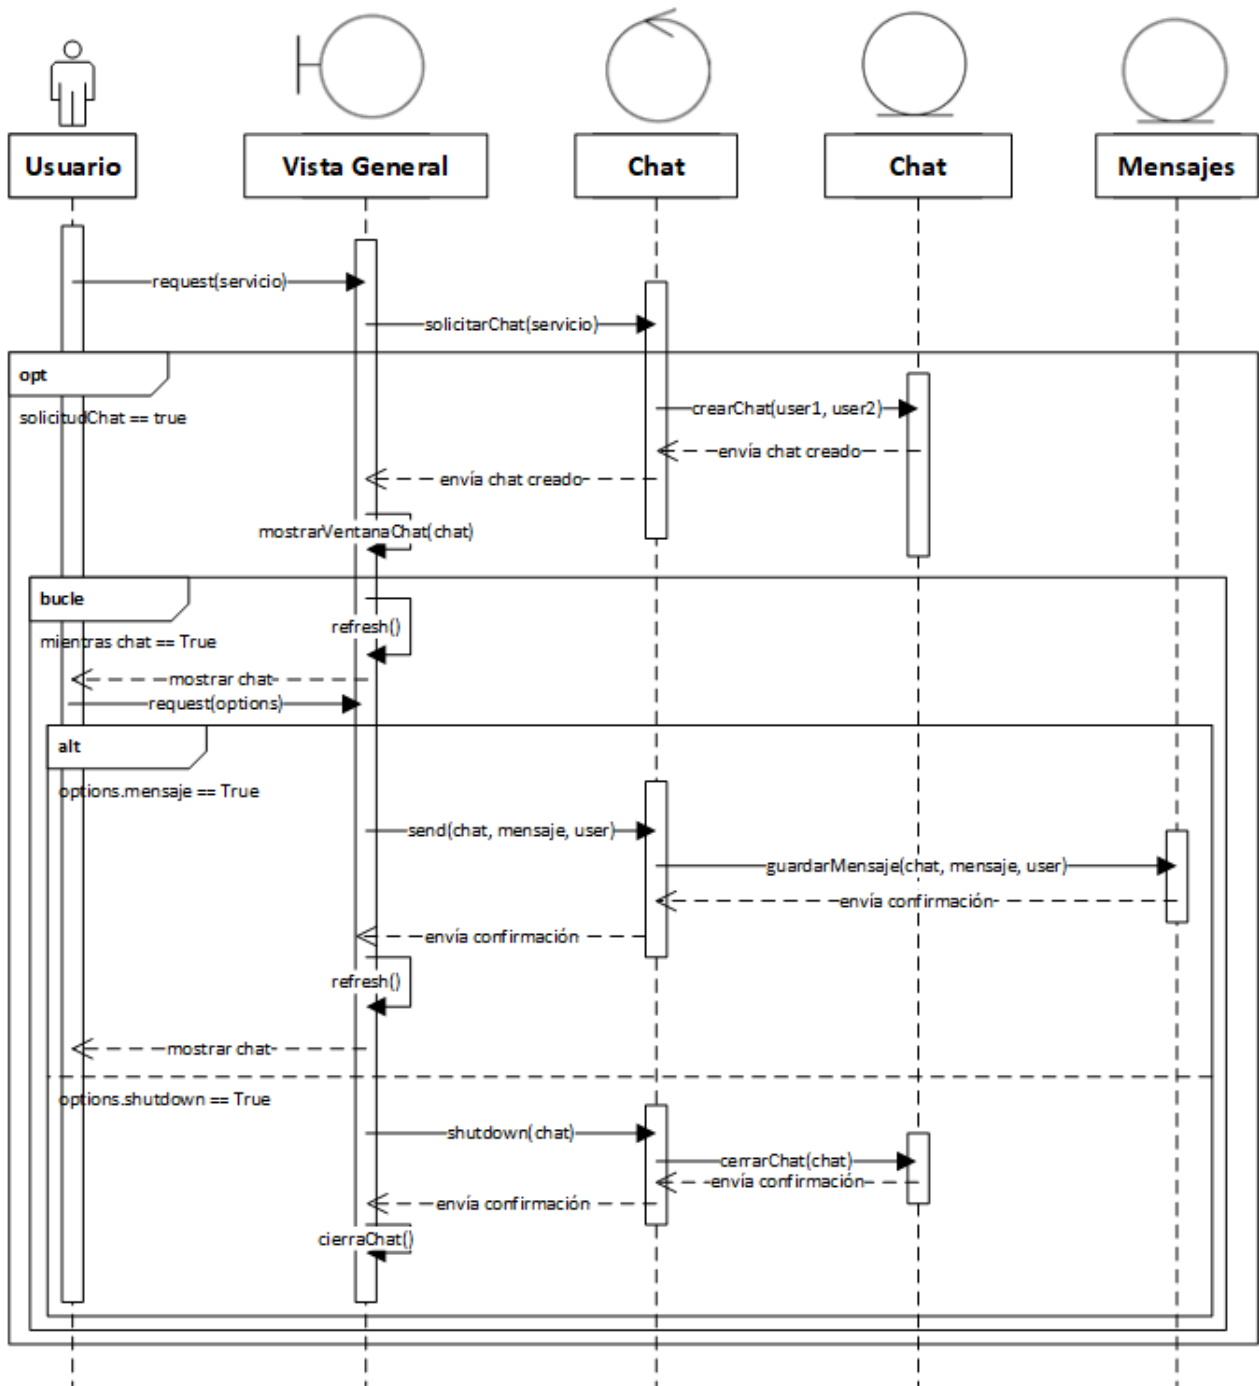 Usuario
Vista General
Chat
Chat
Mensajes
request(servicio)
solicitarChat(servicio)
opt
solicitudChat == true
crearChat(user1, user2)
envía chat creado
envía chat creado
mostrarVentanaChat(chat)
bucle
refresh()
mientras chat == True
mostrar chat
request(options)
alt
options.mensaje == True
send(chat, mensaje, user)
guardarMensaje(chat, mensaje, user)
envía confirmación
envía confirmación
refresh()
mostrar chat
options.shutdown == True
shutdown(chat)
cerrarChat(chat)
envía confirmación
envía confirmación
cierraChat()